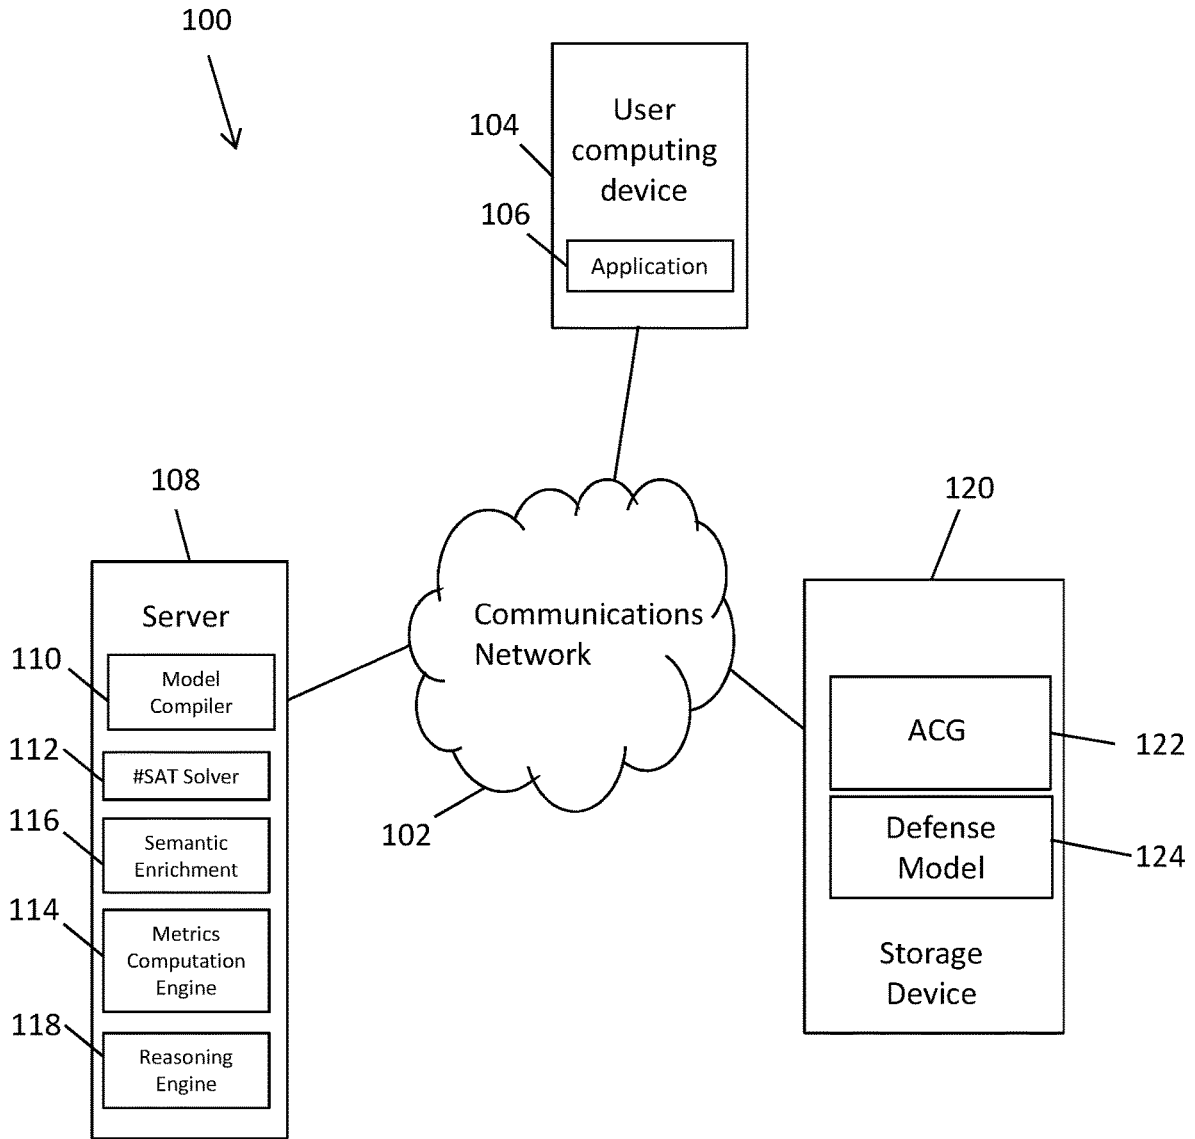 100
104
User
computing
device
106
Application
108
Server
110
Model
Compiler
112
#SAT Solver
116
Semantic
Enrichment
114
Metrics
Computation
Engine
118
Reasoning
Engine
Communications
Network
102
120
ACG
122
Defense
Model
124
Storage
Device